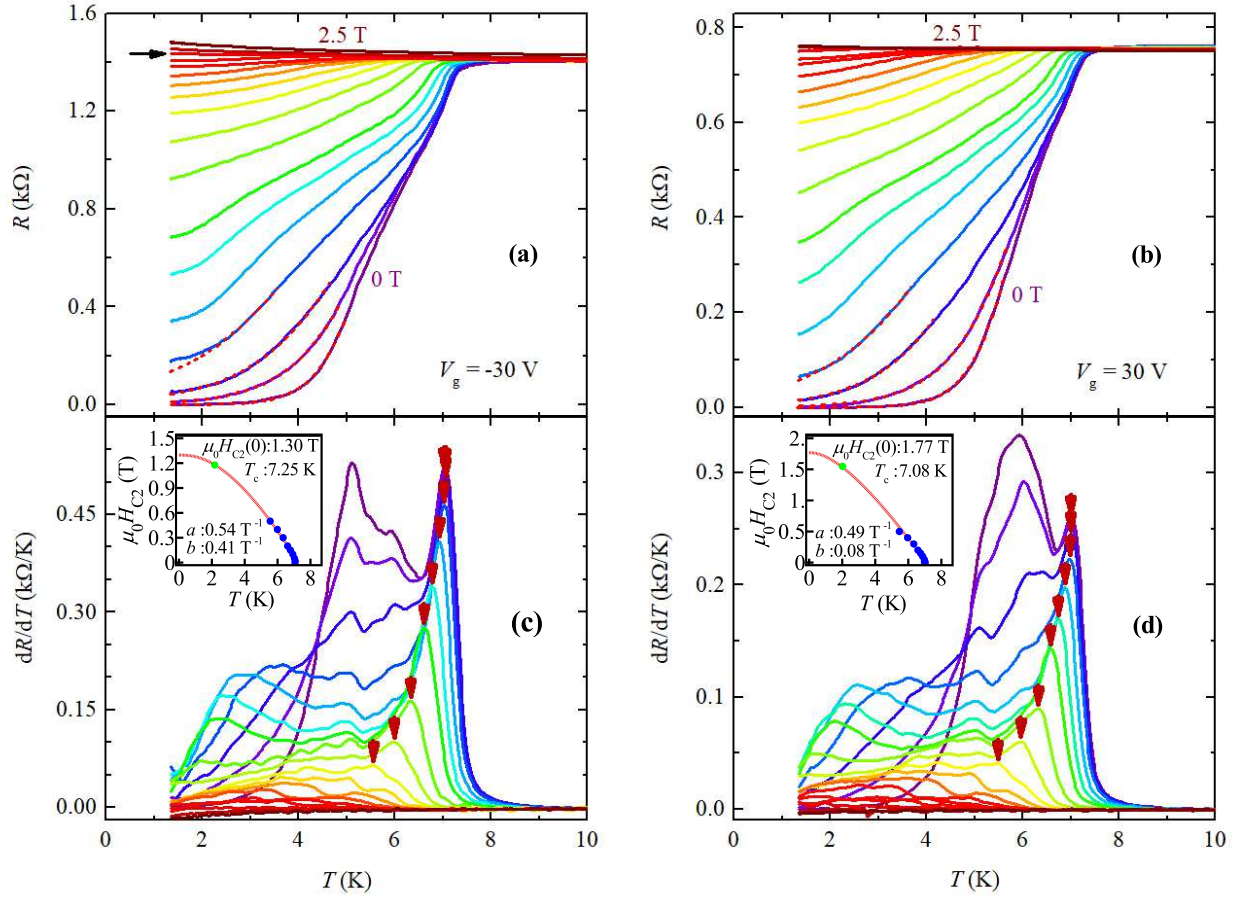 1.6
1.2
0.8
0.4
0.0
R (kΩ)
2.5 T
0 T
(a)
V_g = -30 V
0.8
0.6
0.4
0.2
0.0
R (kΩ)
2.5 T
0 T
(b)
V_g = 30 V
0.45
0.30
0.15
0.00
dR/dT (kΩ/K)
0 2 4 6 8 10
T (K)
(c)
1.5
1.2
0.9
0.6
0.3
0
μ₀H_C2 (T)
μ₀H_C2(0):1.30 T
T_c :7.25 K
a :0.54 T⁻¹
b :0.41 T⁻¹
0 2 4 6 8
T (K)
0.3
0.2
0.1
0.0
dR/dT (kΩ/K)
0 2 4 6 8 10
T (K)
(d)
2
1.5
1
0.5
0
μ₀H_C2 (T)
μ₀H_C2(0):1.77 T
T_c :7.08 K
a :0.49 T⁻¹
b :0.08 T⁻¹
0 2 4 6 8
T (K)